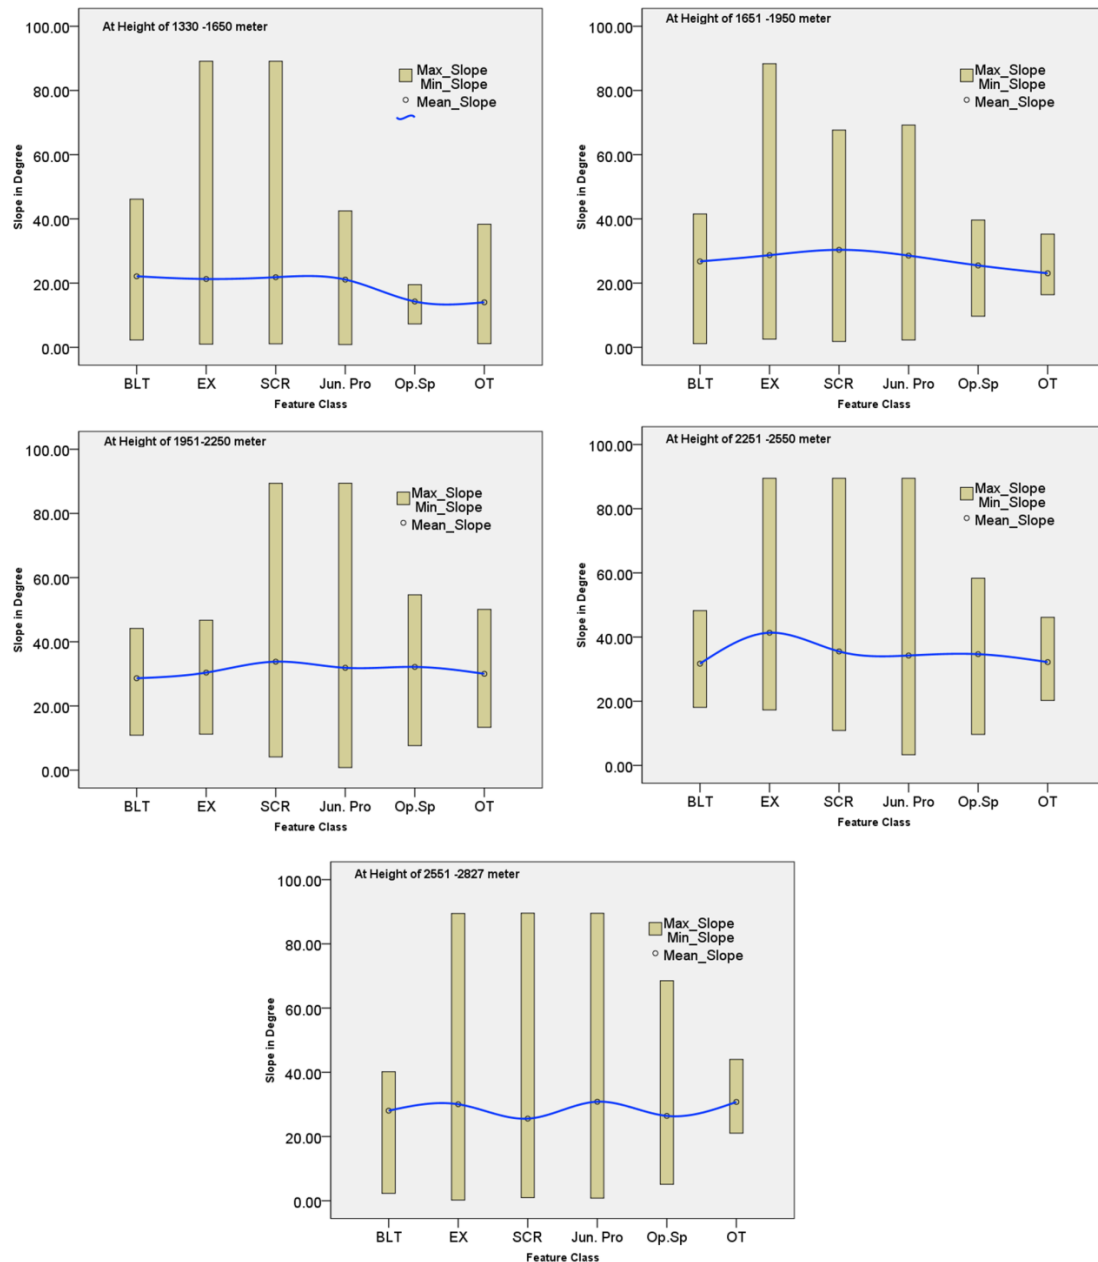 At Height of 1330 -1650 meter
Max_Slope
Min_Slope
Mean_Slope
100.00
80.00
60.00
40.00
20.00
0.00
Slope in Degree
BLT EX SCR Jun. Pro Op.Sp OT
Feature Class
At Height of 1651 -1950 meter
Max_Slope
Min_Slope
Mean_Slope
100.00
80.00
60.00
40.00
20.00
0.00
Slope in Degree
BLT EX SCR Jun. Pro Op.Sp OT
Feature Class
At Height of 1951-2250 meter
Max_Slope
Min_Slope
Mean_Slope
100.00
80.00
60.00
40.00
20.00
0.00
Slope in Degree
BLT EX SCR Jun. Pro Op.Sp OT
Feature Class
At Height of 2251 -2550 meter
Max_Slope
Min_Slope
Mean_Slope
100.00
80.00
60.00
40.00
20.00
0.00
Slope in Degree
BLT EX SCR Jun. Pro Op.Sp OT
Feature Class
At Height of 2551 -2827 meter
Max_Slope
Min_Slope
Mean_Slope
100.00
80.00
60.00
40.00
20.00
0.00
Slope in Degree
BLT EX SCR Jun. Pro Op.Sp OT
Feature Class